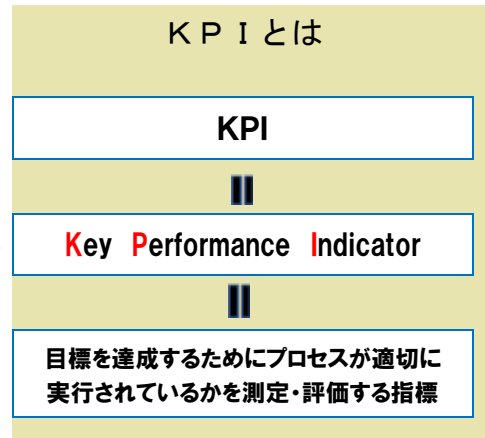 ＫＰＩとは
KPI
Key Performance Indicator
目標を達成するためにプロセスが適切に
実行されているかを測定・評価する指標